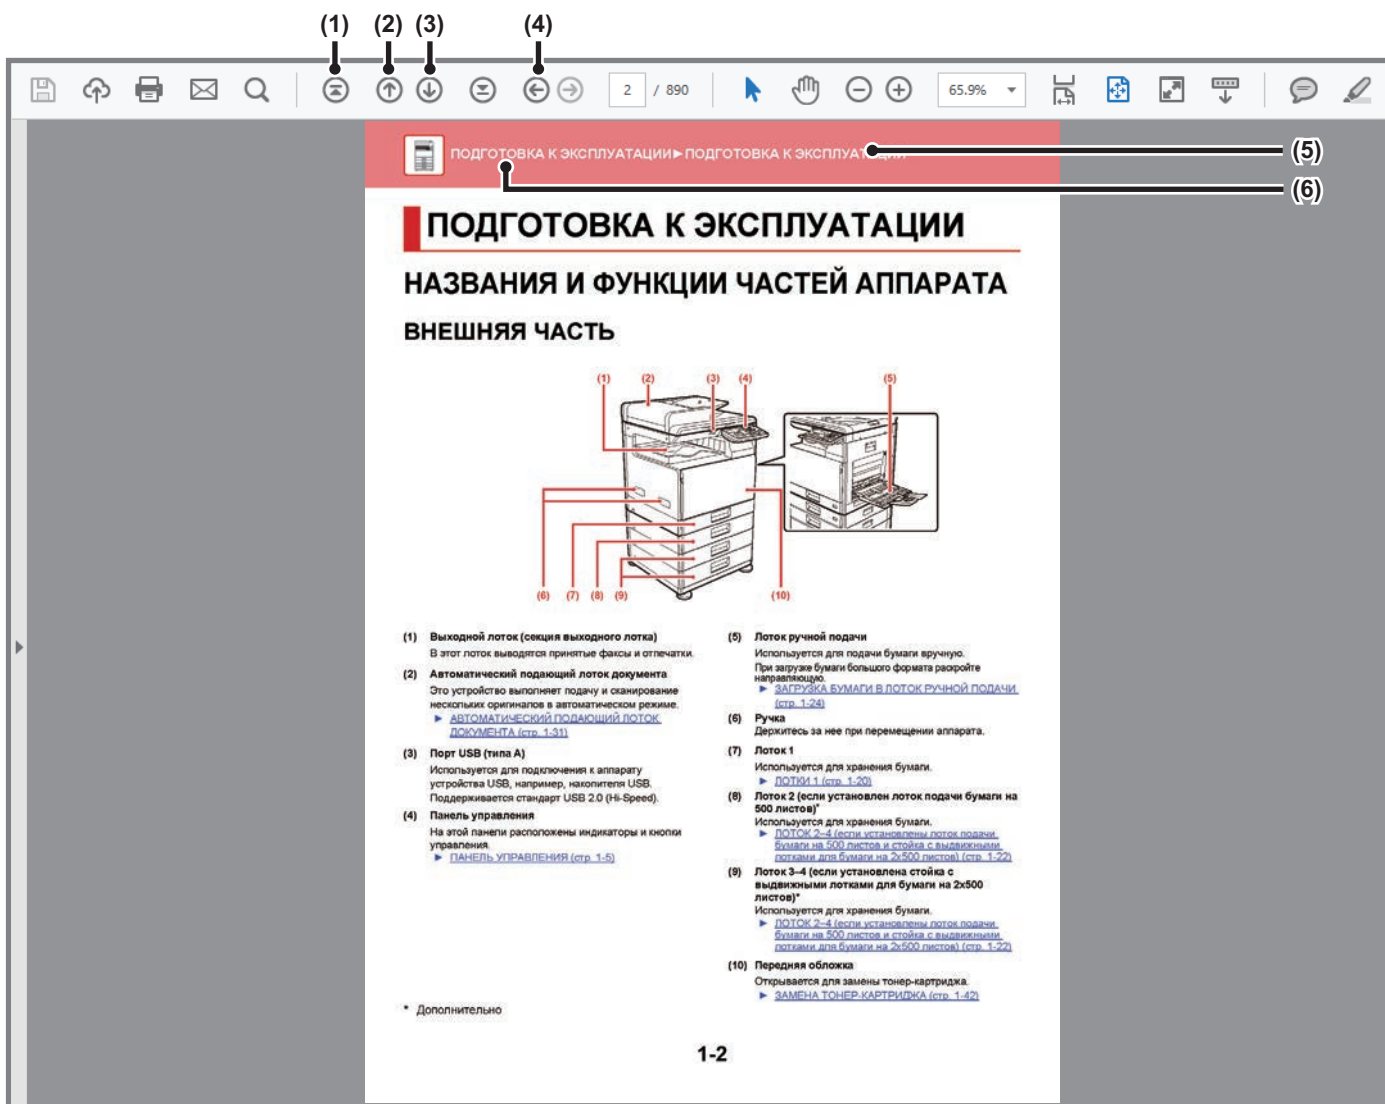 (1) (2) (3) (4)
2 / 890 65.9%
ПОДГОТОВКА К ЭКСПЛУАТАЦИИ►ПОДГОТОВКА К ЭКСПЛУАТАЦИИ
(5)
(6)
ПОДГОТОВКА К ЭКСПЛУАТАЦИИ
НАЗВАНИЯ И ФУНКЦИИ ЧАСТЕЙ АППАРАТА
ВНЕШНЯЯ ЧАСТЬ
(1) (2) (3) (4) (5)
(6) (7) (8) (9) (10)
(1) Выходной лоток (секция выходного лотка)
В этот лоток выводятся принятые факсы и отпечатки.
(2) Автоматический подающий лоток документа
Это устройство выполняет подачу и сканирование
нескольких оригиналов в автоматическом режиме.
► АВТОМАТИЧЕСКИЙ ПОДАЮЩИЙ ЛОТОК
ДОКУМЕНТА (стр. 1-31)
(3) Порт USB (типа A)
Используется для подключения к аппарату
устройства USB, например, накопителя USB.
Поддерживается стандарт USB 2.0 (Hi-Speed).
(4) Панель управления
На этой панели расположены индикаторы и кнопки
управления.
► ПАНЕЛЬ УПРАВЛЕНИЯ (стр. 1-5)
(5) Лоток ручной подачи
Используется для подачи бумаги вручную.
При загрузке бумаги большого формата раскройте
направляющую.
► ЗАГРУЗКА БУМАГИ В ЛОТОК РУЧНОЙ ПОДАЧИ
(стр. 1-24)
(6) Ручка
Держитесь за нее при перемещении аппарата.
(7) Лоток 1
Используется для хранения бумаги.
► ЛОТКИ 1 (стр. 1-20)
(8) Лоток 2 (если установлен лоток подачи бумаги на
500 листов)*
Используется для хранения бумаги.
► ЛОТОК 2–4 (если установлены лоток подачи
бумаги на 500 листов и стойка с выдвижными
лотками для бумаги на 2x500 листов) (стр. 1-22)
(9) Лоток 3–4 (если установлена стойка с
выдвижными лотками для бумаги на 2x500
листов)*
Используется для хранения бумаги.
► ЛОТОК 2–4 (если установлены лоток подачи
бумаги на 500 листов и стойка с выдвижными
лотками для бумаги на 2x500 листов) (стр. 1-22)
(10) Передняя обложка
Открывается для замены тонер-картриджа.
► ЗАМЕНА ТОНЕР-КАРТРИДЖА (стр. 1-42)
* Дополнительно
1-2